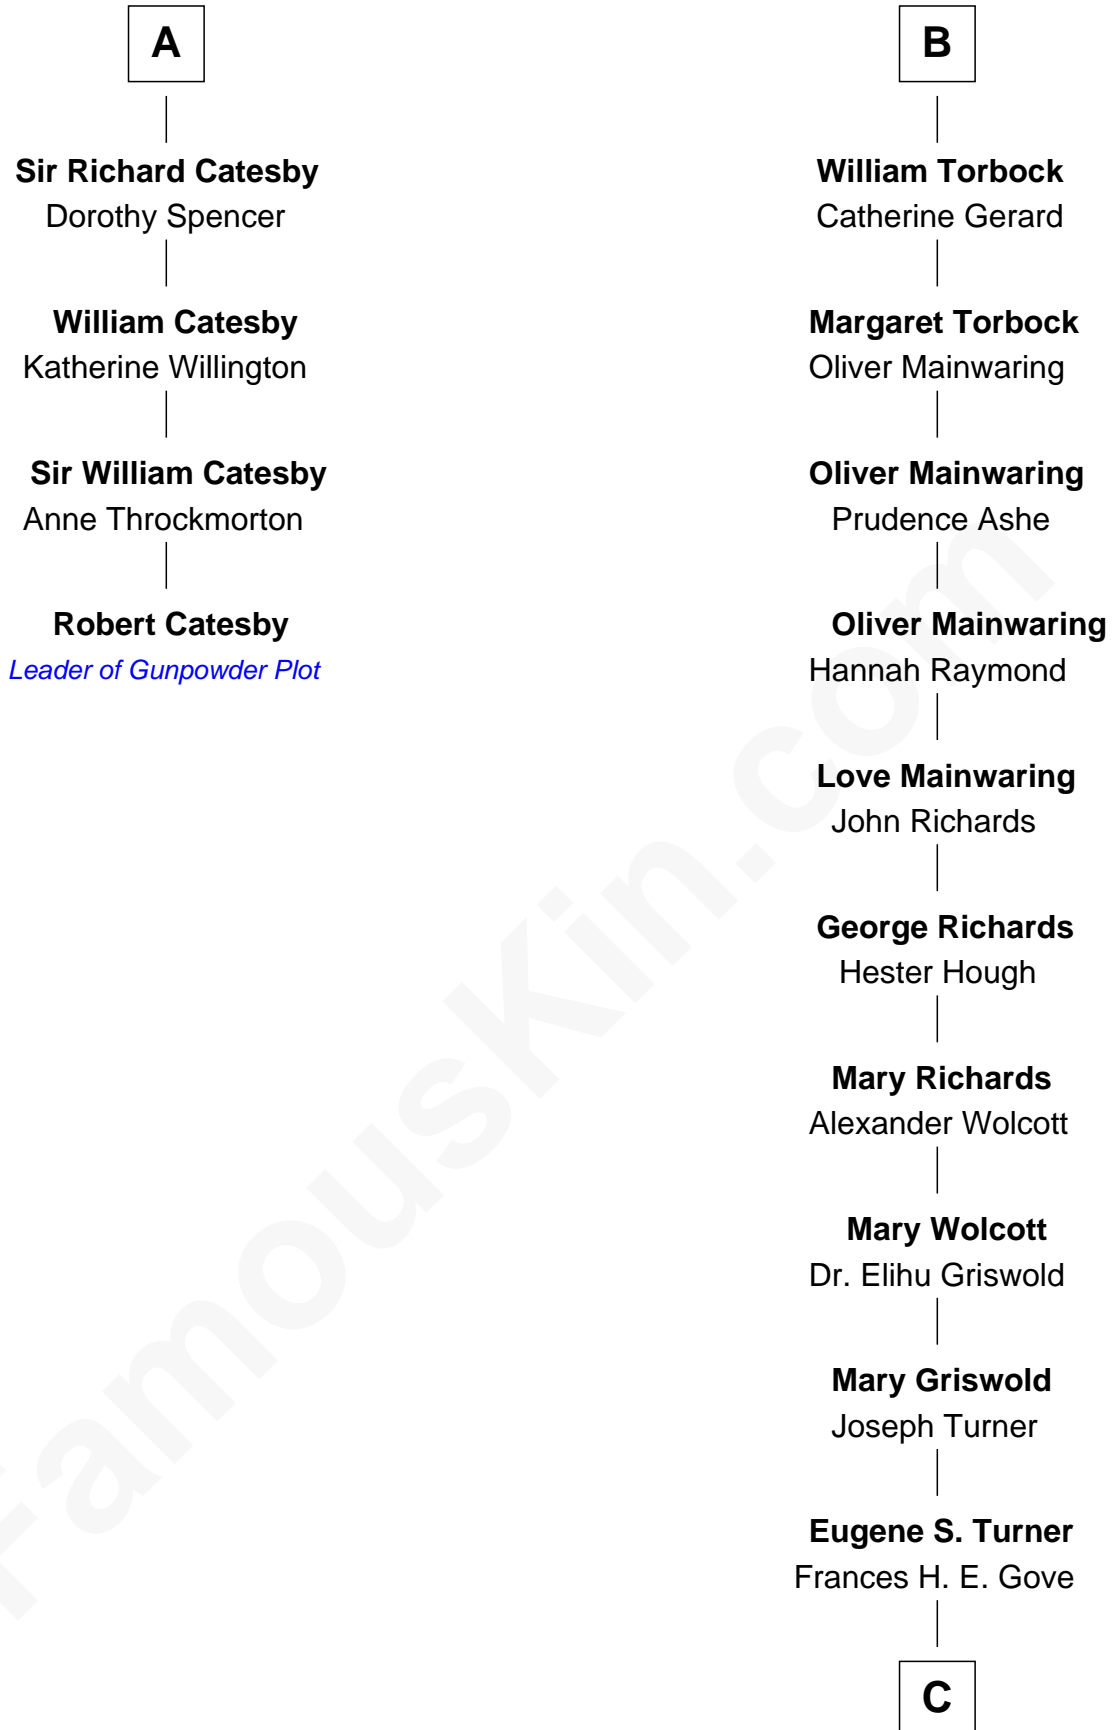 A
Sir Richard Catesby
Dorothy Spencer
William Catesby
Katherine Willington
Sir William Catesby
Anne Throckmorton
Robert Catesby
Leader of Gunpowder Plot
B
William Torbock
Catherine Gerard
Margaret Torbock
Oliver Mainwaring
Oliver Mainwaring
Prudence Ashe
Oliver Mainwaring
Hannah Raymond
Love Mainwaring
John Richards
George Richards
Hester Hough
Mary Richards
Alexander Wolcott
Mary Wolcott
Dr. Elihu Griswold
Mary Griswold
Joseph Turner
Eugene S. Turner
Frances H. E. Gove
C
FamousKin.com